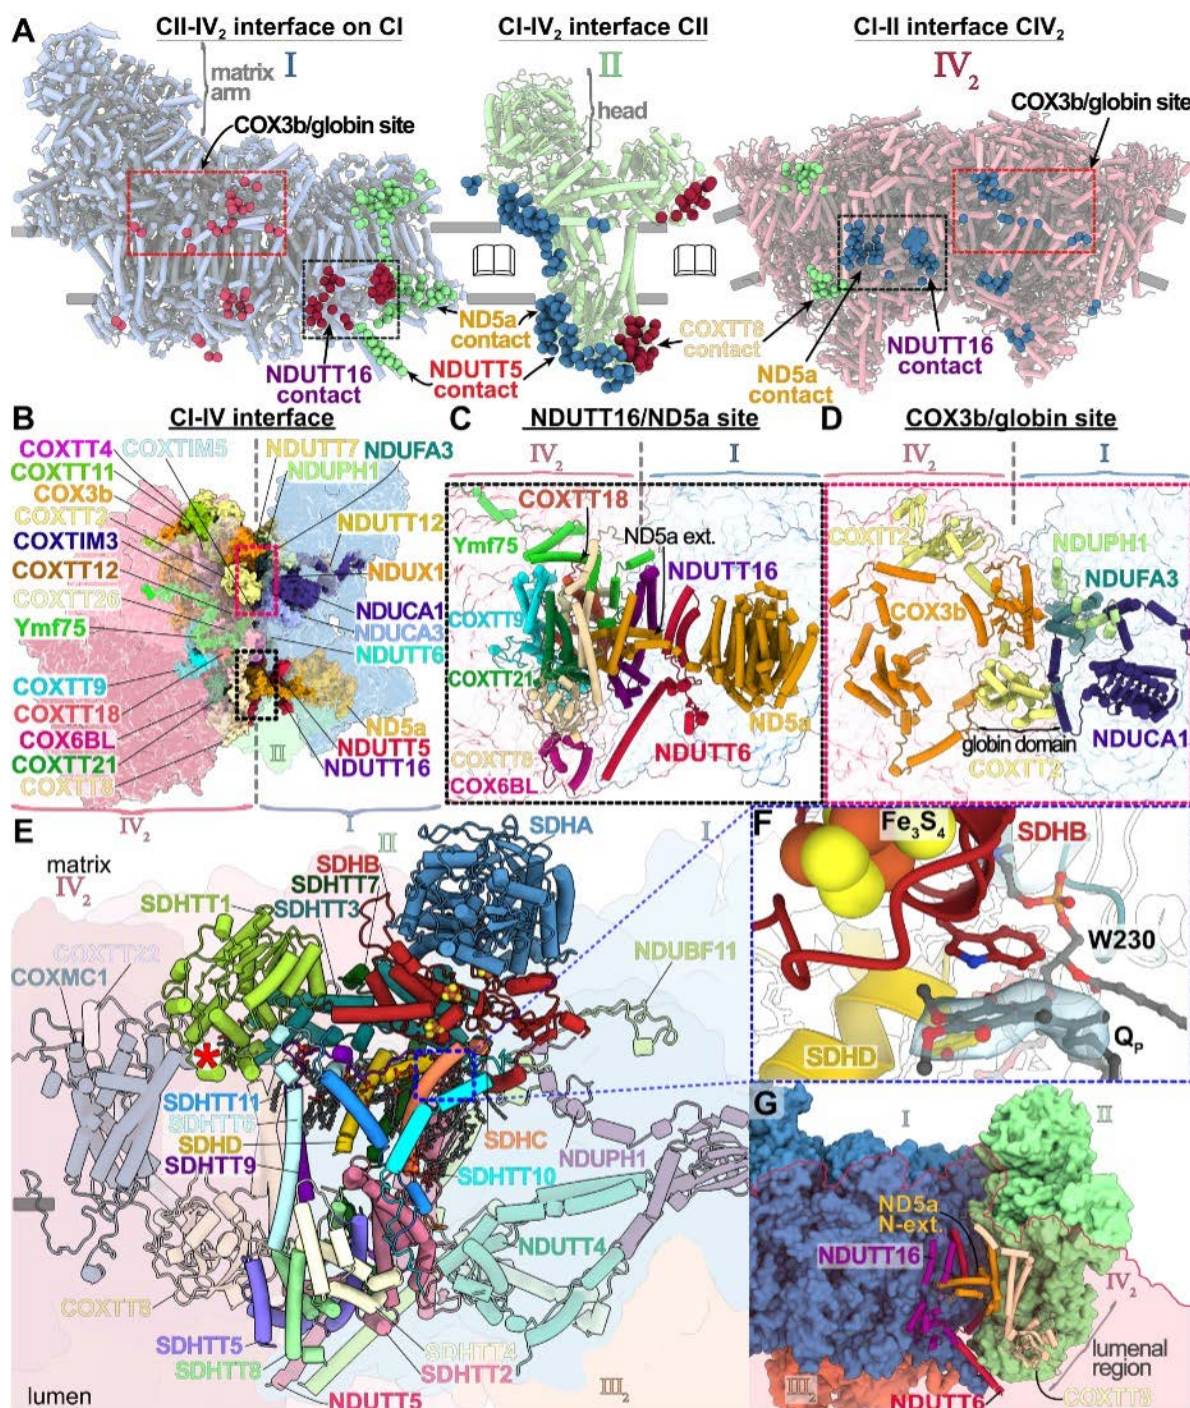 A
CII-IV2 interface on CI
CI-IV2 interface CII
CI-II interface CIV2
I
II
IV2
matrix
arm
COX3b/globin site
head
COX3b/globin site
ND5a
contact
NDUTT16
contact
NDUTT5
contact
COXTT8
contact
ND5a
contact
NDUTT16
contact
B
CI-IV interface
COXTT4
COXTIM5
NDUTT7
NDUFA3
COXTT11
NDUPH1
COX3b
COXTT2
NDUTT12
COXTIM3
COXTT12
NDUX1
COXTT26
NDUCA1
Ymf75
NDUCA3
NDUTT6
COXTT9
COXTT18
COX6BL
COXTT21
COXTT8
II
ND5a
NDUTT5
NDUTT16
IV2
I
C
NDUTT16/ND5a site
IV2
I
COXTT18
Ymf75
ND5a ext.
NDUTT16
COXTT9
COXTT21
ND5a
COXTT8
COX6BL
NDUTT6
D
COX3b/globin site
IV2
I
COXTT2
NDUPH1
NDUFA3
COX3b
globin domain
COXTT2
NDUCA1
E
matrix
IV2
II
I
SDHA
SDHB
SDHTT7
SDHTT3
SDHTT1
COXTT22
COXMC1
NDUBF11
*
SDHTT11
SDHTT6
SDHD
SDHTT9
SDHC
SDHTT10
NDUPH1
NDUTT4
COXTT8
SDHTT5
SDHTT8
SDHTT4
SDHTT2
NDUTT5
III2
lumen
F
Fe3S4
SDHB
W230
SDHD
QP
G
I
II
ND5a
N-ext.
NDUTT16
IV2
lumenal
region
III2
NDUTT6
COXTT8